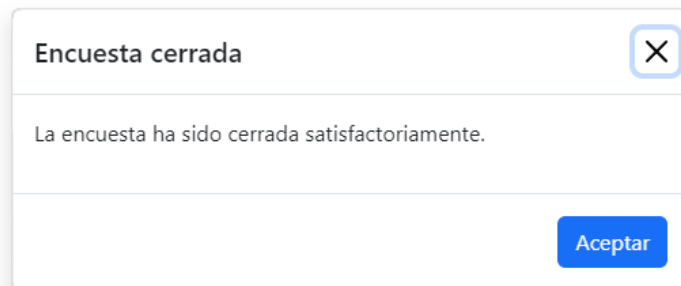 Encuesta cerrada
La encuesta ha sido cerrada satisfactoriamente.
Aceptar